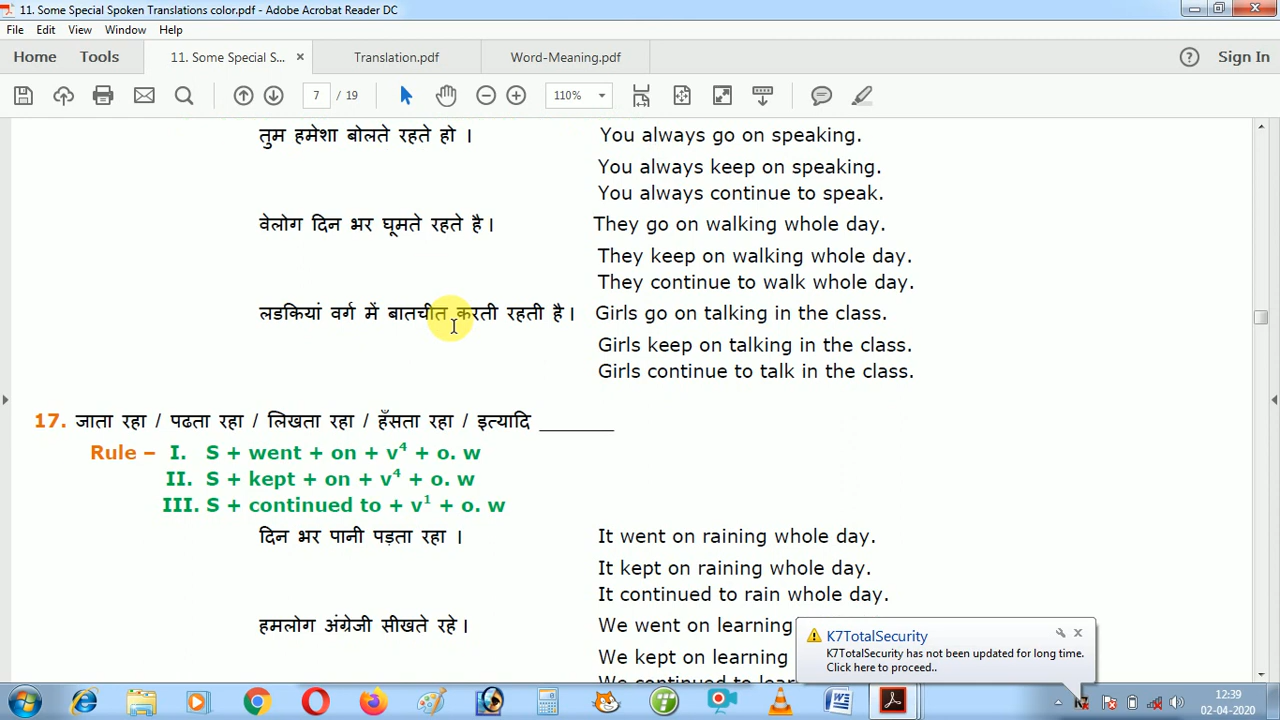 11. Some Special Spoken Translations color.pdf - Adobe Acrobat Reader DC
File Edit View Window Help
Home Tools 11. Some Special S... × Translation.pdf Word-Meaning.pdf Sign In
7 / 19 110%
तुम हमेशा बोलते रहते हो । You always go on speaking.
You always keep on speaking.
You always continue to speak.
वेलोग दिन भर घूमते रहते है । They go on walking whole day.
They keep on walking whole day.
They continue to walk whole day.
लडकियां वर्ग में बातचीत करती रहती है । Girls go on talking in the class.
Girls keep on talking in the class.
Girls continue to talk in the class.
17. जाता रहा / पढता रहा / लिखता रहा / हँसता रहा / इत्यादि ________
Rule – I. S + went + on + v⁴ + o. w
II. S + kept + on + v⁴ + o. w
III. S + continued to + v¹ + o. w
दिन भर पानी पड़ता रहा । It went on raining whole day.
It kept on raining whole day.
It continued to rain whole day.
हमलोग अंग्रेजी सीखते रहे । We went on learning
We kept on learning
We continued to lear
K7TotalSecurity
K7TotalSecurity has not been updated for long time.
Click here to proceed..
12:39
02-04-2020